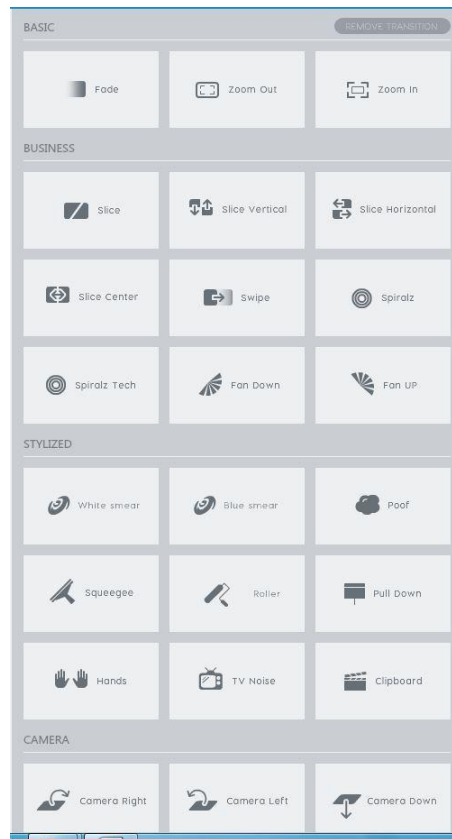 BASIC REMOVE TRANSITION
Fade Zoom Out Zoom In
BUSINESS
Slice Slice Vertical Slice Horizontal
Slice Center Swipe Spiralz
Spiralz Tech Fan Down Fan UP
STYLIZED
White smear Blue smear Poof
Squeegee Roller Pull Down
Hands TV Noise Clipboard
CAMERA
Camera Right Camera Left Camera Down